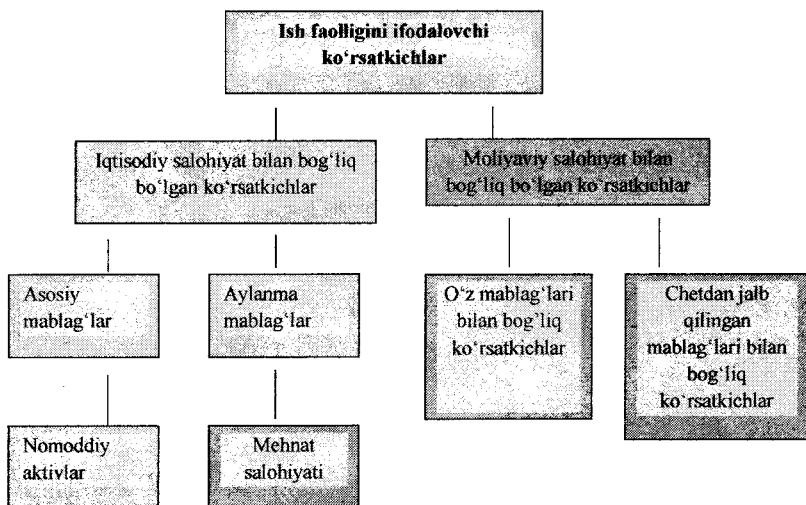 Ish faolligini ifodalovchi
ko‘rsatkichlar
Iqtisodiy salohiyat bilan bog‘liq
bo‘lgan ko‘rsatkichlar
Moliyaviy salohiyat bilan
bog‘liq bo‘lgan ko‘rsatkichlar
Asosiy
mablag‘lar
Aylanma
mablag‘lar
O‘z mablag‘lari
bilan bog‘liq
ko‘rsatkichlar
Chetdan jalb
qilingan
mablag‘lari bilan
bog‘liq
ko‘rsatkichlar
Nomoddiy
aktivlar
Mehnat
salohiyati